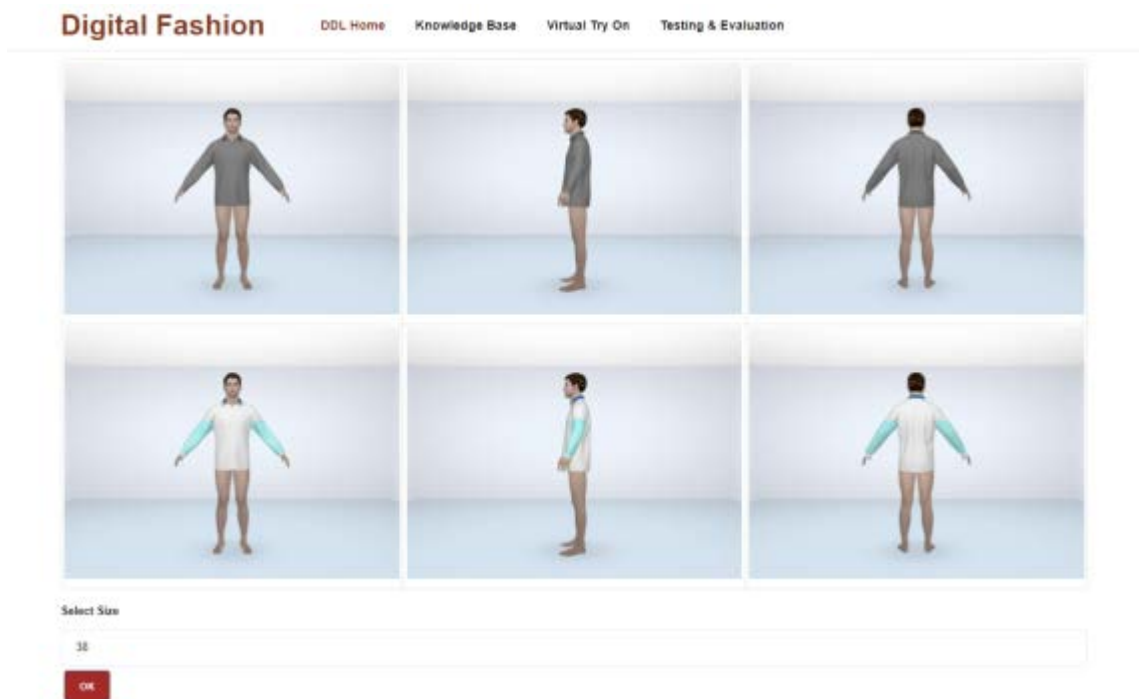 Digital Fashion DDL Home Knowledge Base Virtual Try On Testing & Evaluation
Select Size
38
OK